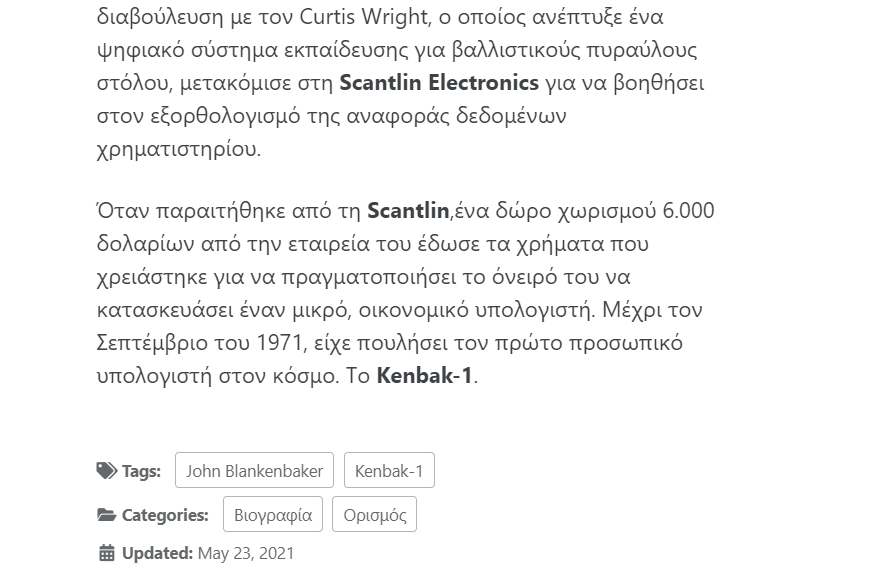 διαβούλευση με τον Curtis Wright, ο οποίος ανέπτυξε ένα
ψηφιακό σύστημα εκπαίδευσης για βαλλιστικούς πυραύλους
στόλου, μετακόμισε στη Scantlin Electronics για να βοηθήσει
στον εξορθολογισμό της αναφοράς δεδομένων
χρηματιστηρίου.
Όταν παραιτήθηκε από τη Scantlin,ένα δώρο χωρισμού 6.000
δολαρίων από την εταιρεία του έδωσε τα χρήματα που
χρειάστηκε για να πραγματοποιήσει το όνειρό του να
κατασκευάσει έναν μικρό, οικονομικό υπολογιστή. Μέχρι τον
Σεπτέμβριο του 1971, είχε πουλήσει τον πρώτο προσωπικό
υπολογιστή στον κόσμο. Το Kenbak-1.
Tags: John Blankenbaker Kenbak-1
Categories: Βιογραφία Ορισμός
Updated: May 23, 2021